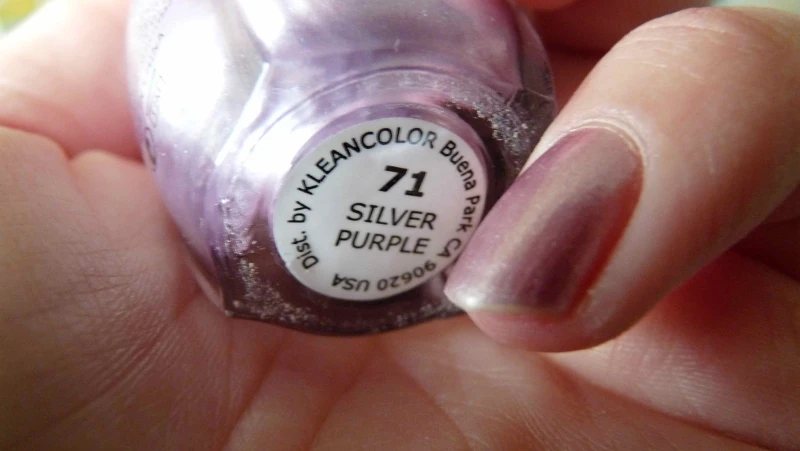 Dist. by KLEANCOLOR Buena Park CA 90620 USA
71
SILVER
PURPLE